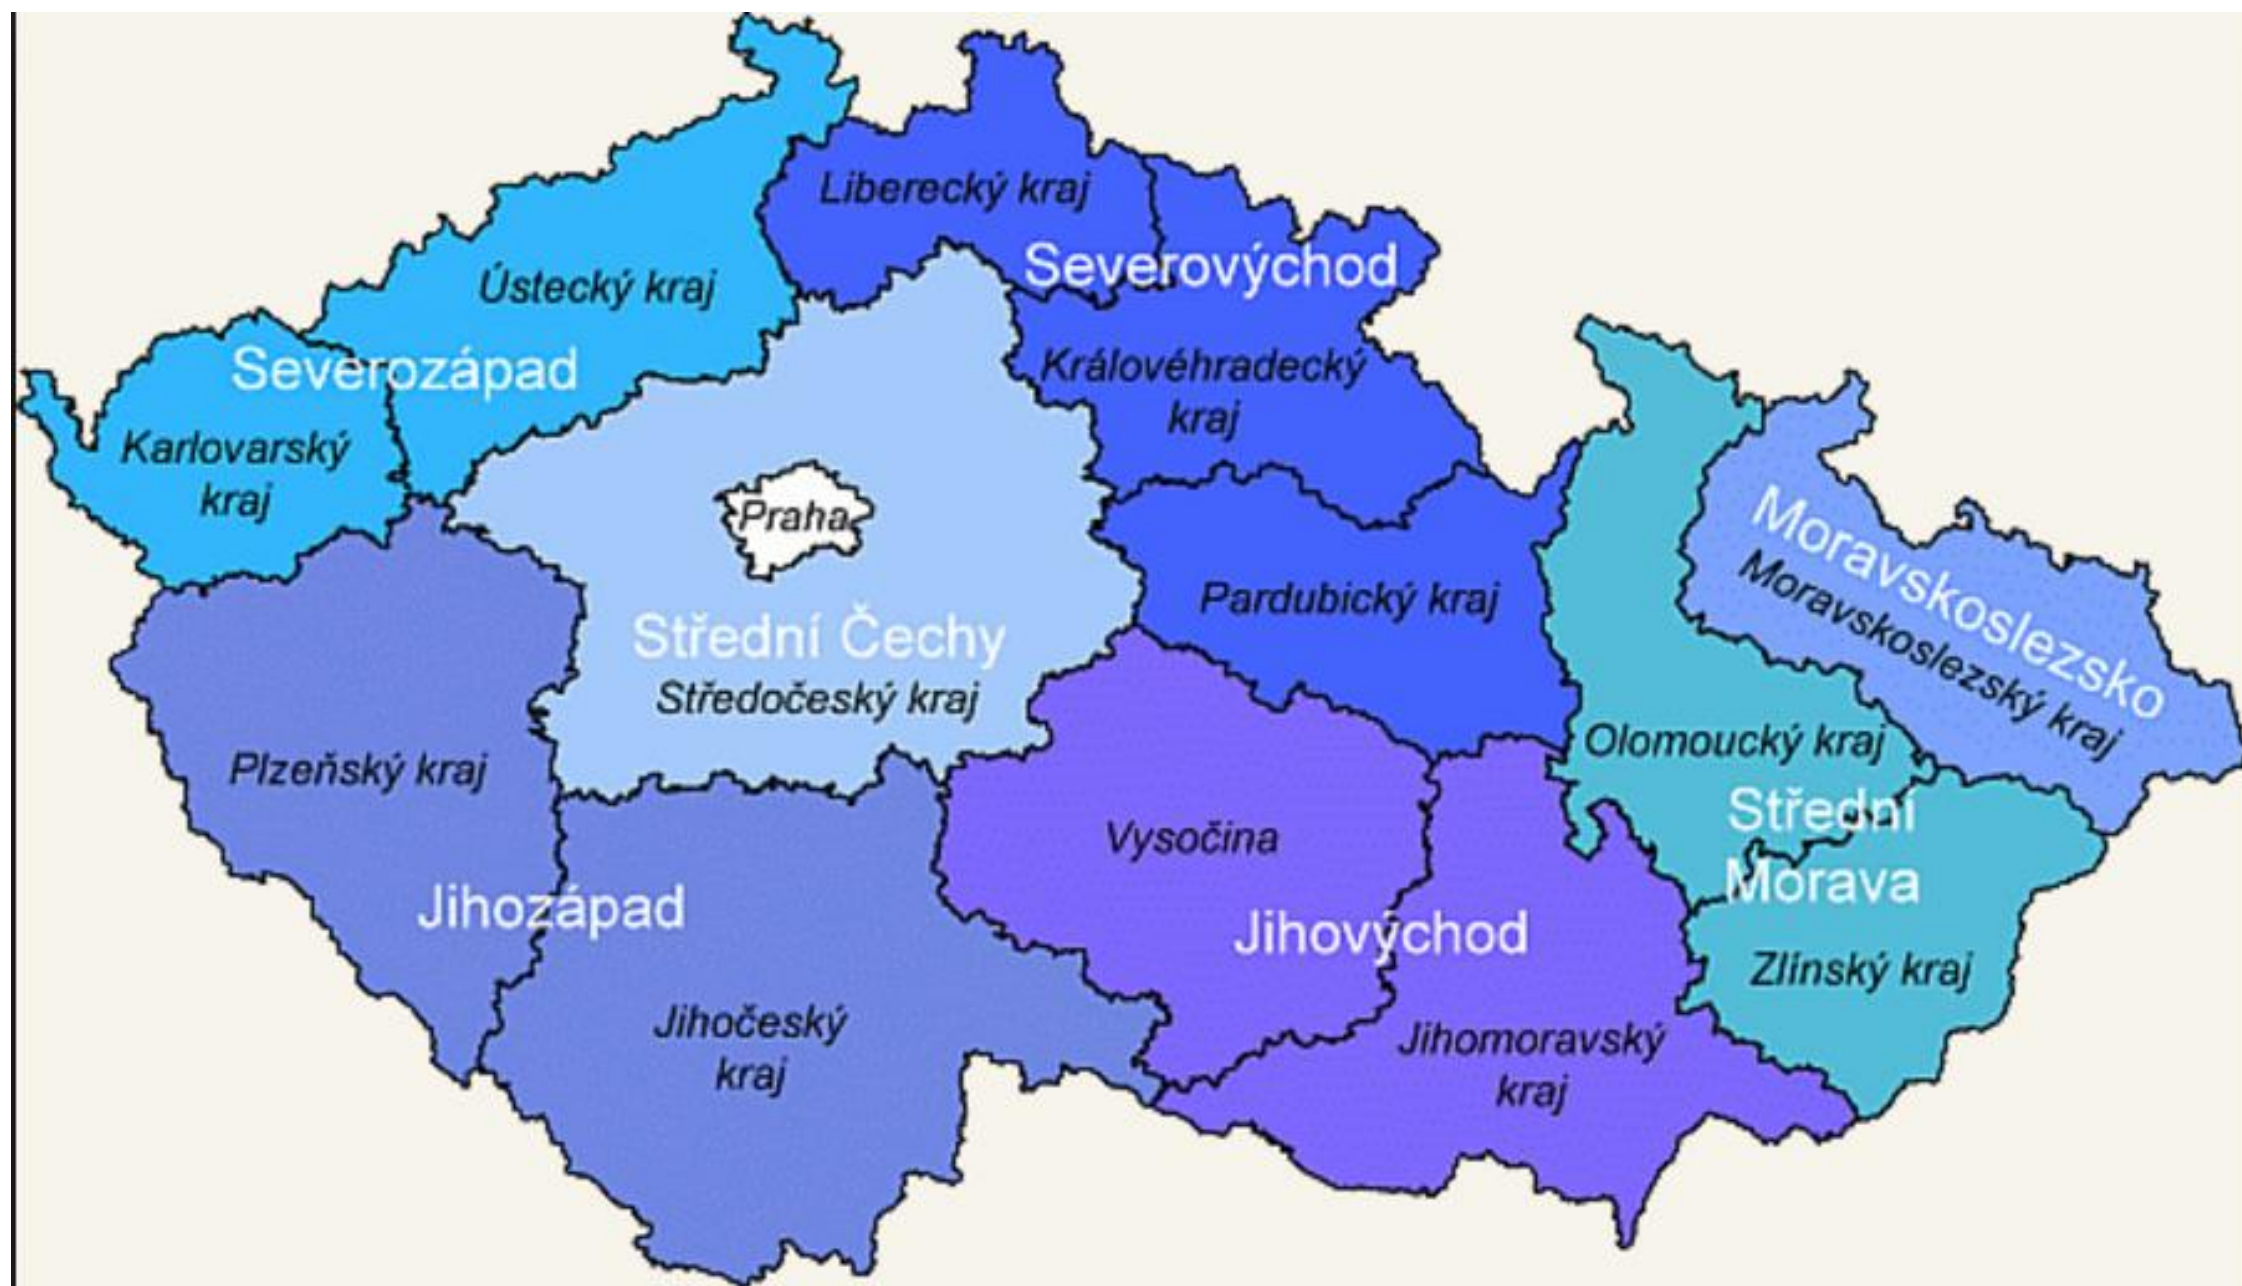 Liberecký kraj
Severovýchod
Ústecký kraj
Severozápad
Královéhradecký
kraj
Karlovarský
kraj
Praha
Moravskoslezsko
Moravskoslezský kraj
Pardubický kraj
Střední Čechy
Středočeský kraj
Plzeňský kraj
Olomoucký kraj
Vysočina
Střední
Morava
Jihozápad
Jihovýchod
Zlínský kraj
Jihočeský
kraj
Jihomoravský
kraj